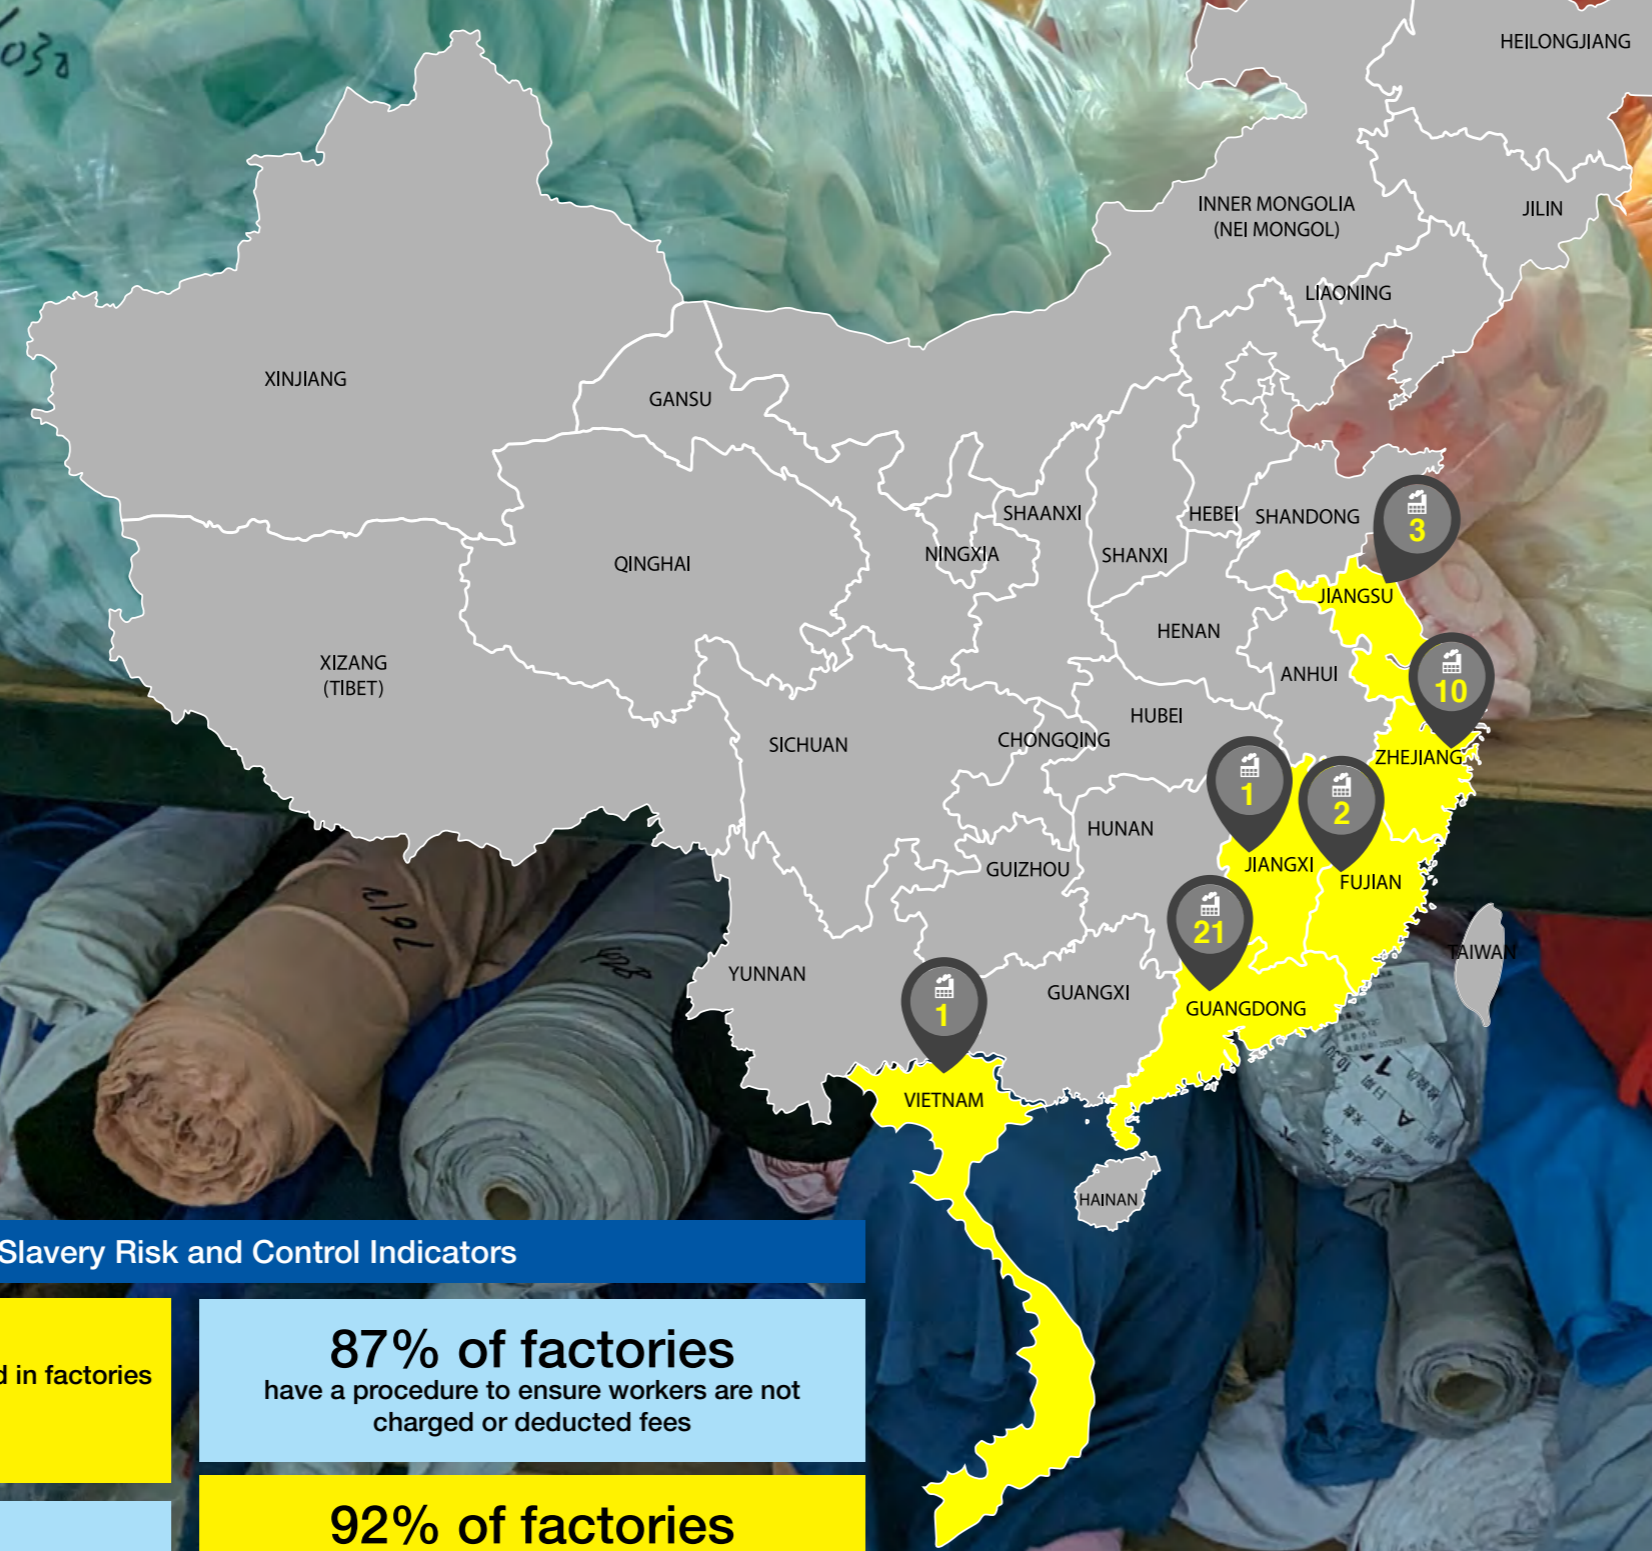 HEILONGJIANG
INNER MONGOLIA
(NEI MONGOL)
JILIN
LIAONING
XINJIANG
GANSU
SHAANXI
HEBEI
SHANDONG
3
NINGXIA
SHANXI
QINGHAI
JIANGSU
HENAN
XIZANG
(TIBET)
ANHUI
10
HUBEI
SICHUAN
CHONGQING
ZHEJIANG
1
2
HUNAN
GUIZHOU
JIANGXI
FUJIAN
21
TAIWAN
YUNNAN
GUANGXI
GUANGDONG
1
VIETNAM
HAINAN
Slavery Risk and Control Indicators
d in factories
87% of factories
have a procedure to ensure workers are not
charged or deducted fees
92% of factories